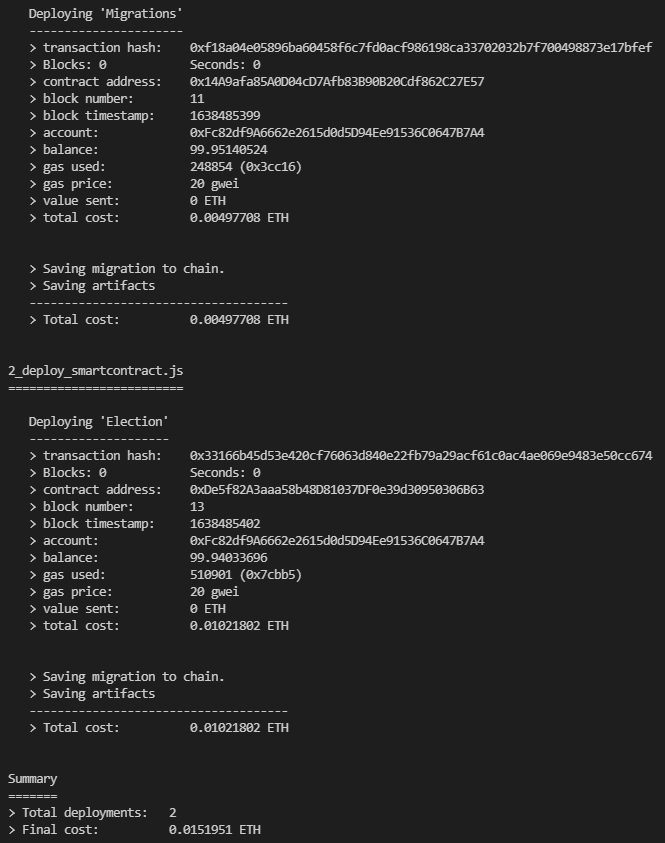 Deploying 'Migrations'
----------------------
> transaction hash:    0xf18a04e05896ba60458f6c7fd0acf986198ca33702032b7f700498873e17bfef
> Blocks: 0            Seconds: 0
> contract address:    0x14A9afa85A0D04cD7Afb83B90B20Cdf862C27E57
> block number:        11
> block timestamp:     1638485399
> account:             0xFc82df9A6662e2615d0d5D94Ee91536C0647B7A4
> balance:             99.95140524
> gas used:            248854 (0x3cc16)
> gas price:           20 gwei
> value sent:          0 ETH
> total cost:          0.00497708 ETH
> Saving migration to chain.
> Saving artifacts
-------------------------------------
> Total cost:          0.00497708 ETH
2_deploy_smartcontract.js
=========================
Deploying 'Election'
--------------------
> transaction hash:    0x33166b45d53e420cf76063d840e22fb79a29acf61c0ac4ae069e9483e50cc674
> Blocks: 0            Seconds: 0
> contract address:    0xDe5f82A3aaa58b48D81037DF0e39d30950306B63
> block number:        13
> block timestamp:     1638485402
> account:             0xFc82df9A6662e2615d0d5D94Ee91536C0647B7A4
> balance:             99.94033696
> gas used:            510901 (0x7cbb5)
> gas price:           20 gwei
> value sent:          0 ETH
> total cost:          0.01021802 ETH
> Saving migration to chain.
> Saving artifacts
-------------------------------------
> Total cost:          0.01021802 ETH
Summary
=======
> Total deployments:   2
> Final cost:          0.0151951 ETH